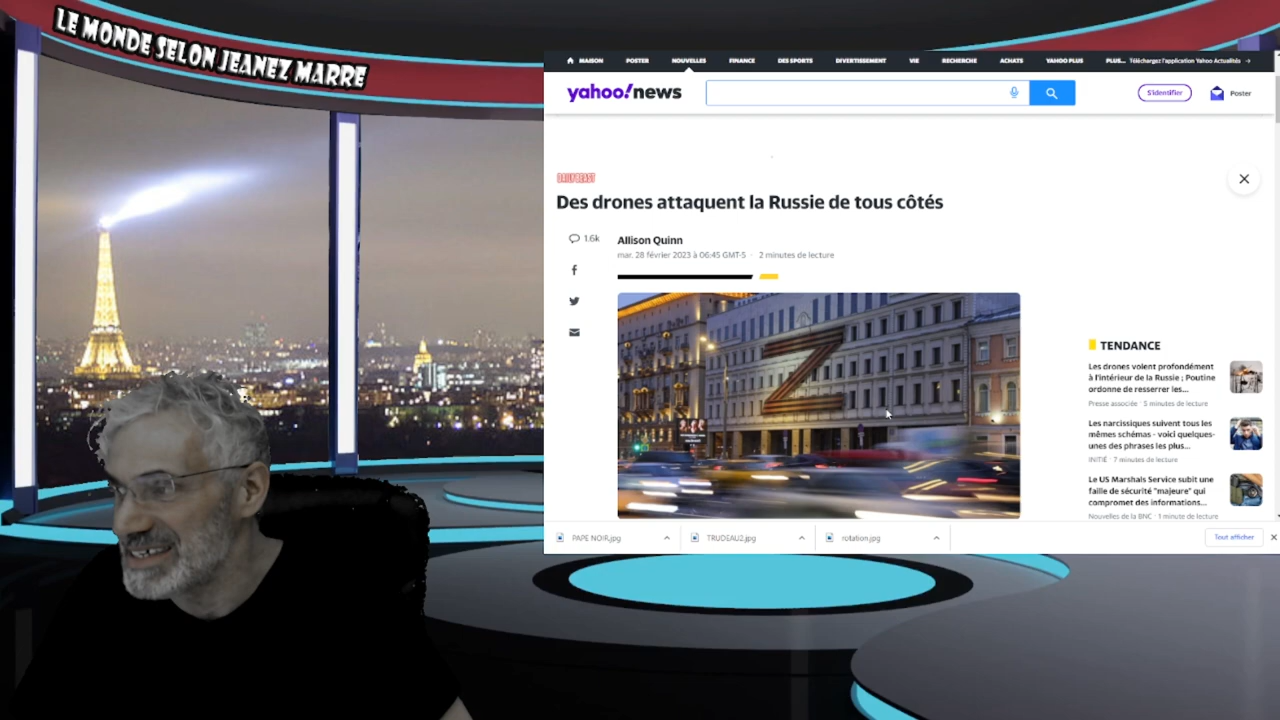 LE MONDE SELON JEANEZ MARRE
MAISON POSTER NOUVELLES FINANCE DES SPORTS DIVERTISSEMENT VIE RECHERCHE ACHATS YAHOO PLUS PLUS... Téléchargez l'application Yahoo Actualités →
yahoo!news
S'identifier
Poster
DAILY BEAST
Des drones attaquent la Russie de tous côtés
1.6k
Allison Quinn
mar. 28 février 2023 à 06:45 GMT-5 · 2 minutes de lecture
Z
TENDANCE
Les drones volent profondément
à l'intérieur de la Russie ; Poutine
ordonne de resserrer les...
Presse associée · 5 minutes de lecture
Les narcissiques suivent tous les
mêmes schémas - voici quelques-
unes des phrases les plus...
INITIÉ · 7 minutes de lecture
Le US Marshals Service subit une
faille de sécurité "majeure" qui
compromet des informations...
Nouvelles de la BNC · 1 minute de lecture
PAPE NOIR.jpg
TRUDEAU2.jpg
rotation.jpg
Tout afficher